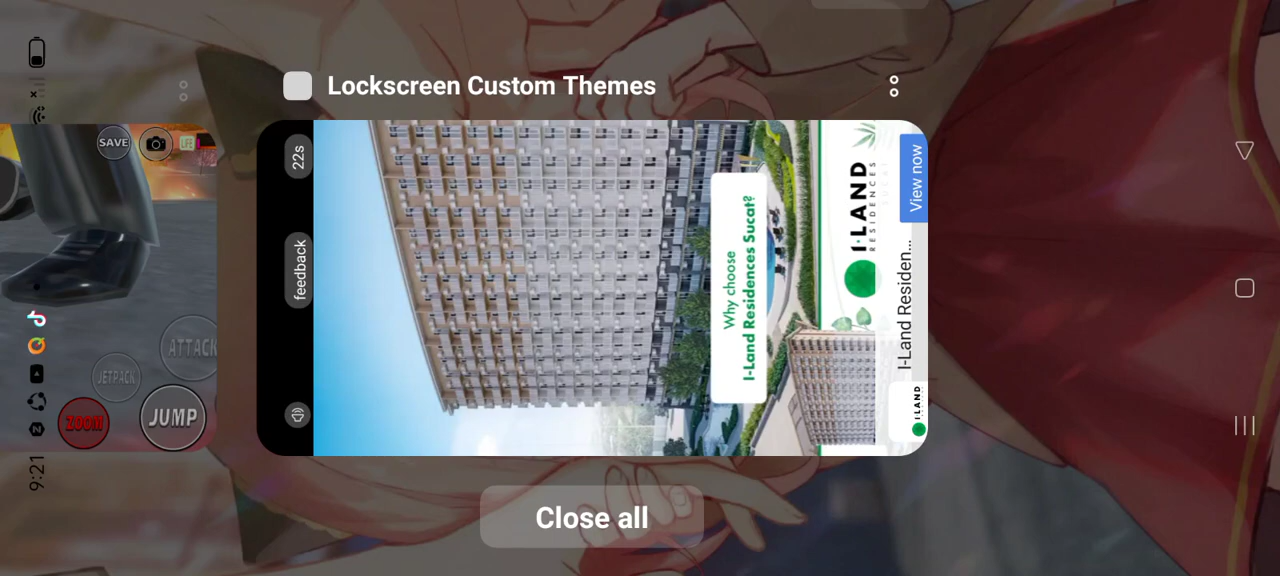 Lockscreen Custom Themes
SAVE
LIFE
22s
feedback
Why choose
I-Land Residences Sucat?
I·LAND
RESIDENCES
SUCAT
View now
I-Land Residen...
I·LAND
ATTACK
JETPACK
ZOOM
JUMP
9:21
Close all